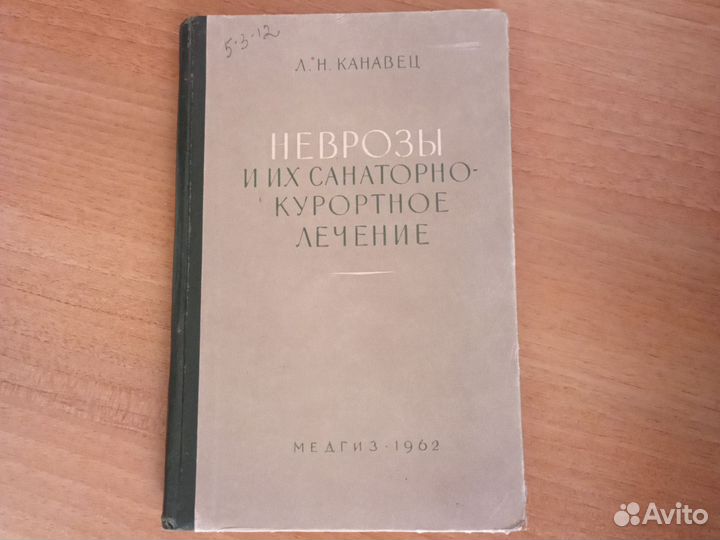 5·3·12
Л. Н. КАНАВЕЦ
НЕВРОЗЫ
И ИХ САНАТОРНО-
КУРОРТНОЕ
ЛЕЧЕНИЕ
МЕДГИЗ · 1962
Avito